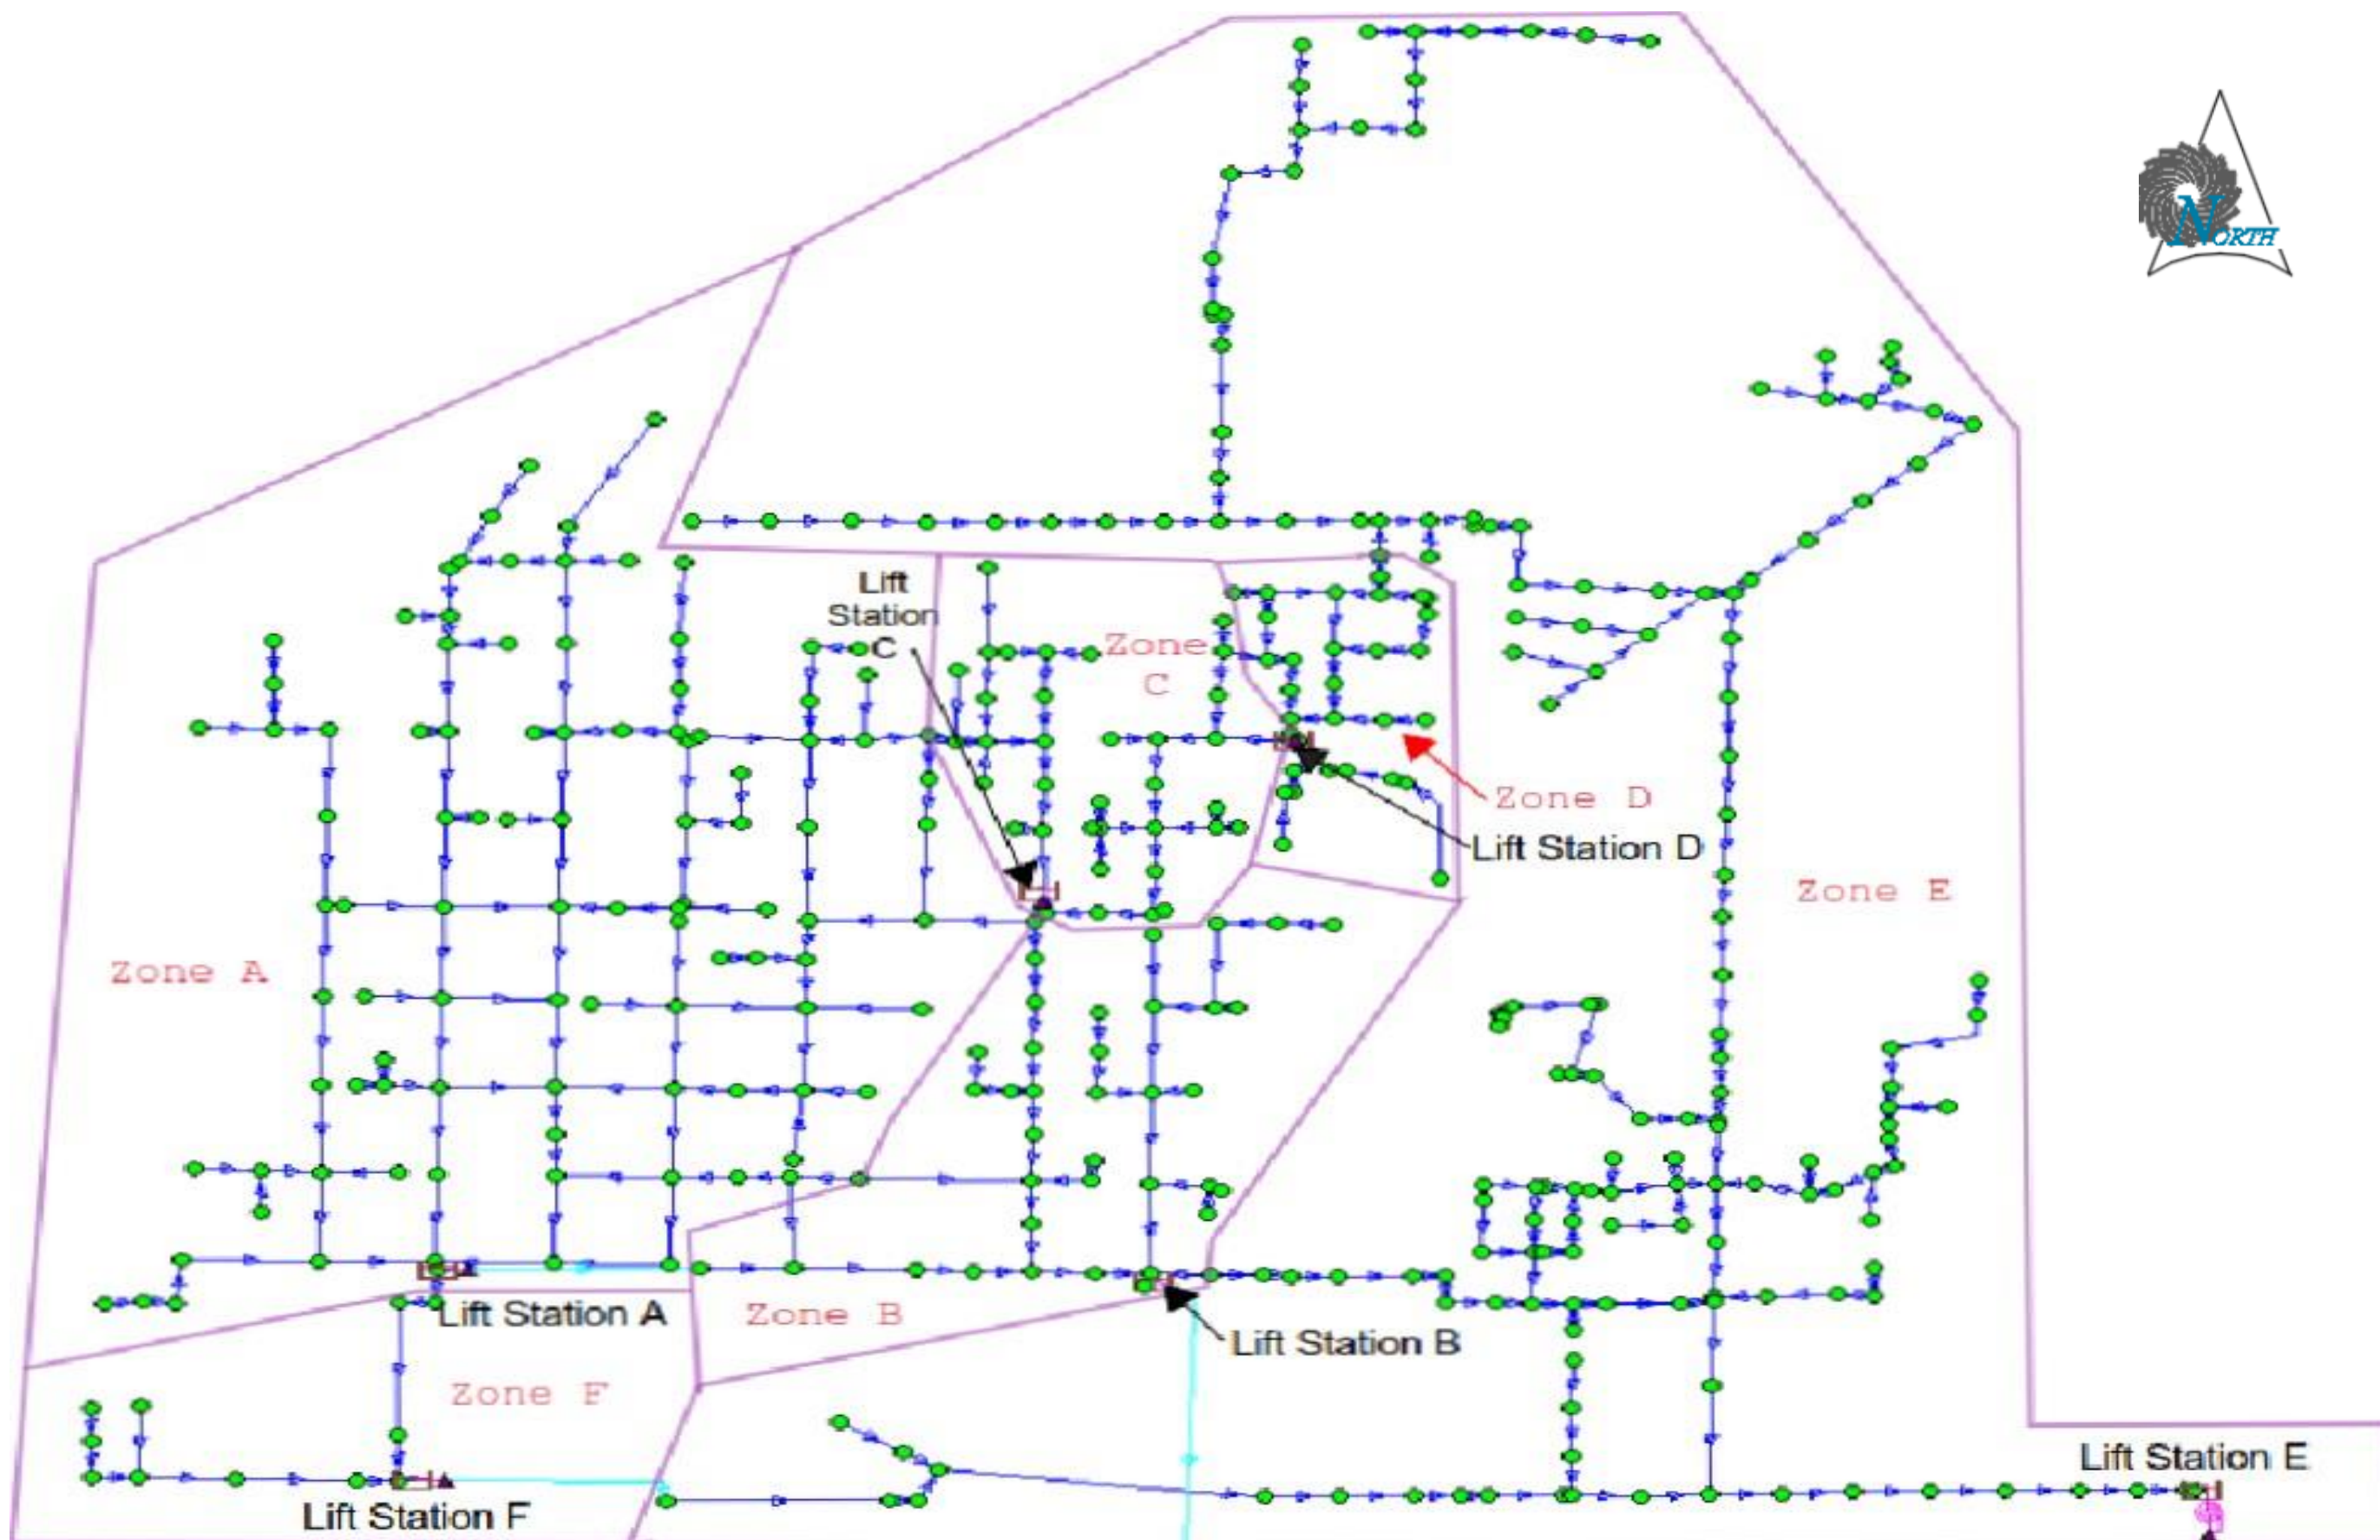 NORTH
Lift
Station
C
Zone
C
Zone D
Lift Station D
Zone E
Zone A
Lift Station A
Zone B
Lift Station B
Zone F
Lift Station E
Lift Station F